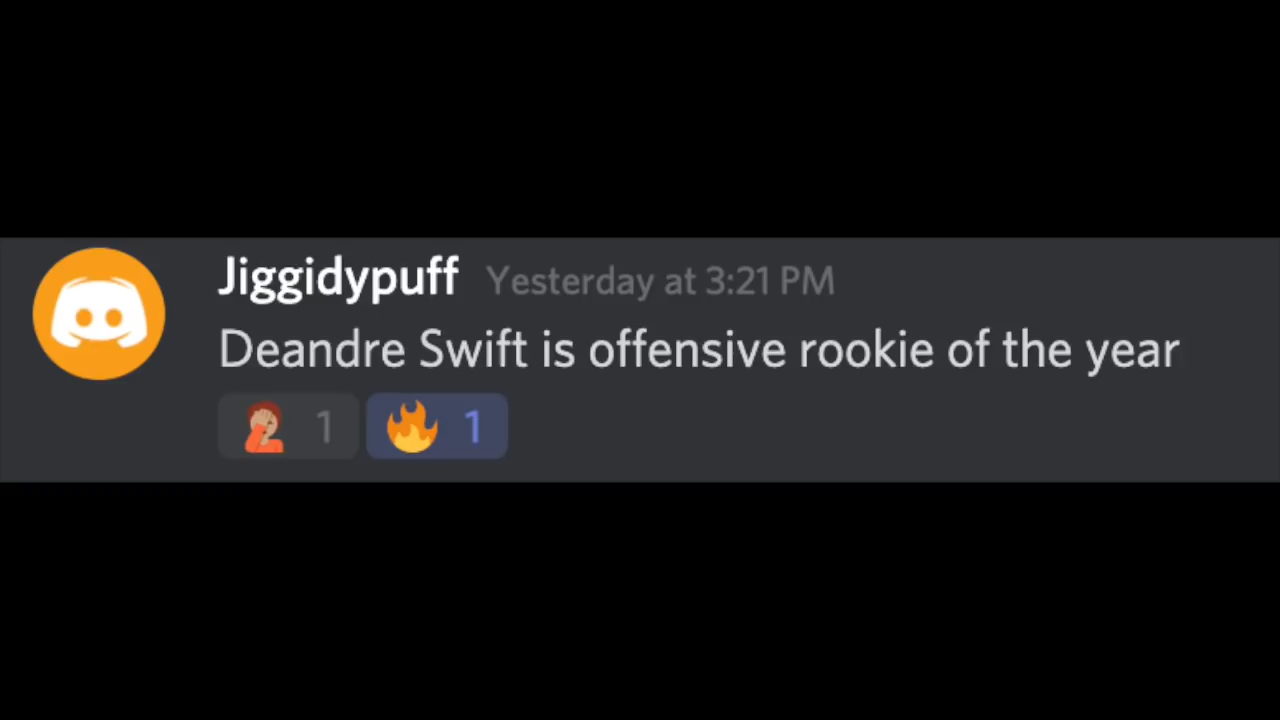 Jiggidypuff Yesterday at 3:21 PM
Deandre Swift is offensive rookie of the year
1 1